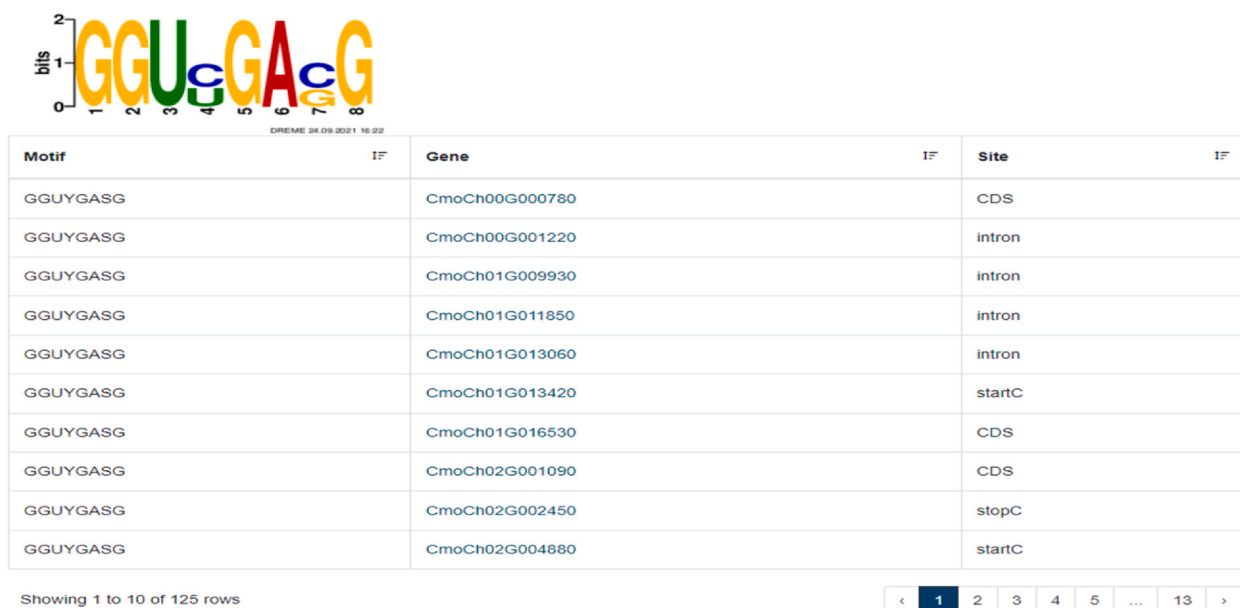 2
bits
1
0
GGUCGACG
U G
1 2 3 4 5 6 7 8
DREME 24.09.2021 16:22
Motif Gene Site
GGUYGASG CmoCh00G000780 CDS
GGUYGASG CmoCh00G001220 intron
GGUYGASG CmoCh01G009930 intron
GGUYGASG CmoCh01G011850 intron
GGUYGASG CmoCh01G013060 intron
GGUYGASG CmoCh01G013420 startC
GGUYGASG CmoCh01G016530 CDS
GGUYGASG CmoCh02G001090 CDS
GGUYGASG CmoCh02G002450 stopC
GGUYGASG CmoCh02G004880 startC
Showing 1 to 10 of 125 rows ‹ 1 2 3 4 5 ... 13 ›